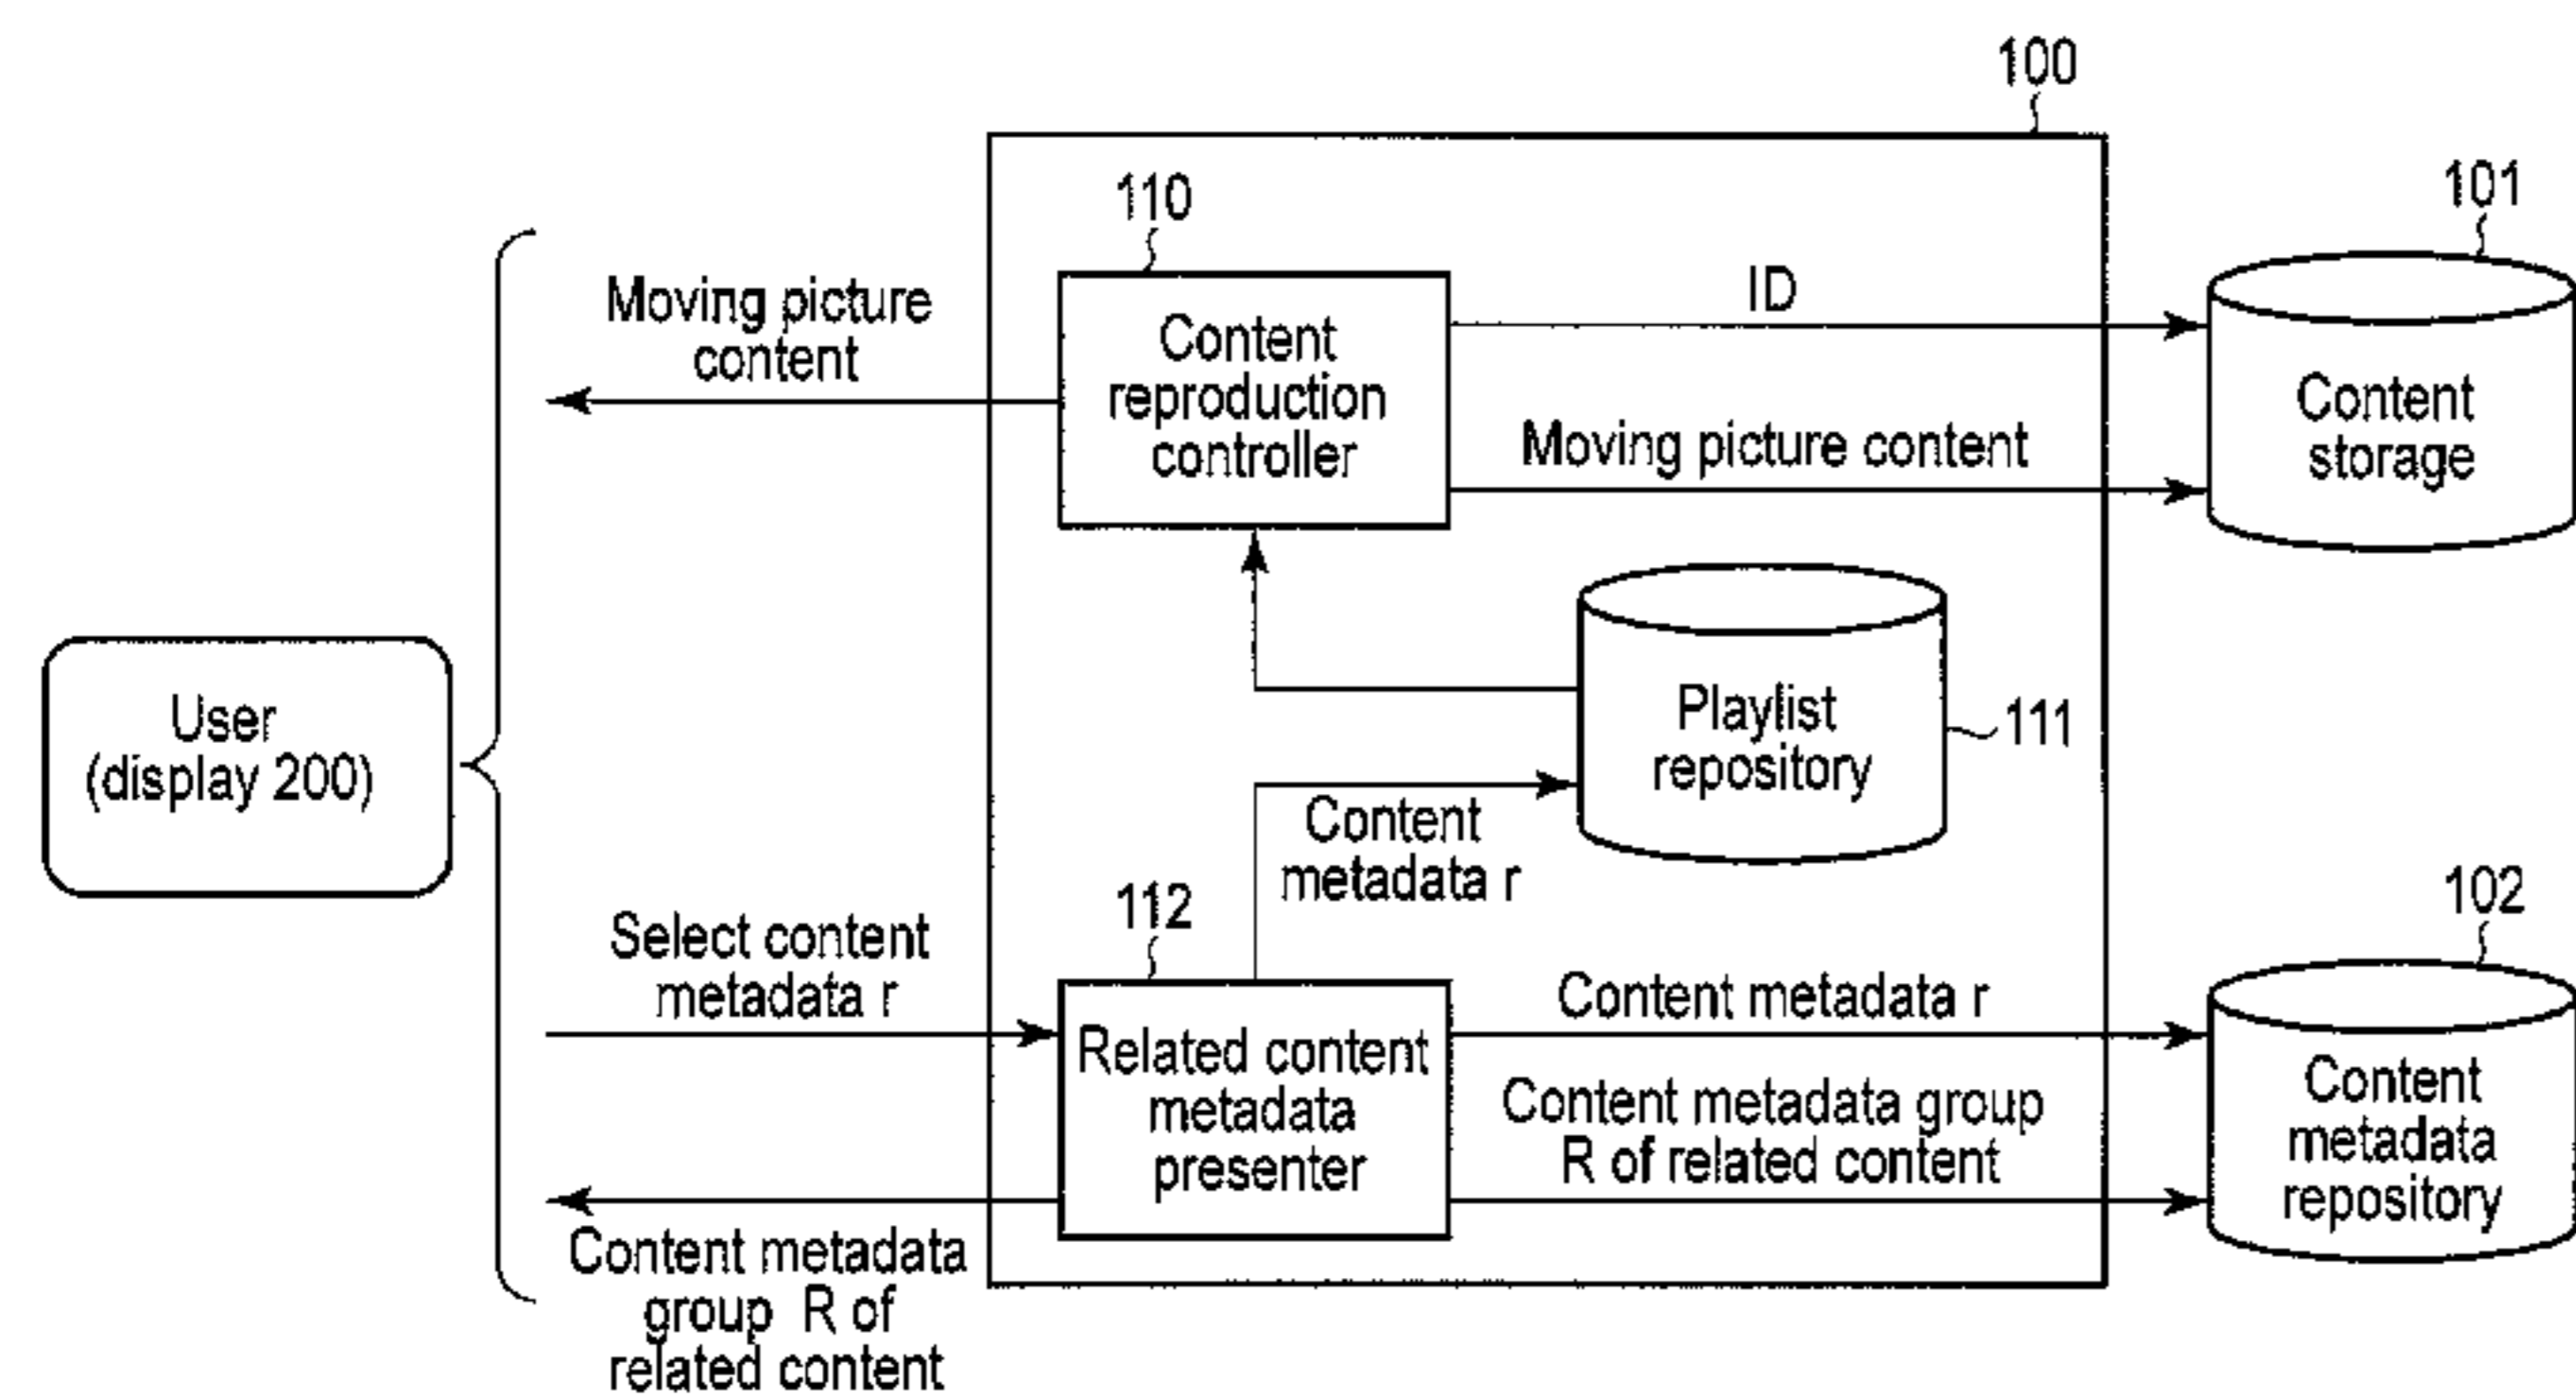 100
110
101
Moving picture
content
Content
reproduction
controller
ID
Moving picture content
Content
storage
User
(display 200)
Playlist
repository
111
Content
metadata r
112
102
Select content
metadata r
Related content
metadata
presenter
Content metadata r
Content metadata group
R of related content
Content
metadata
repository
Content metadata
group R of
related content